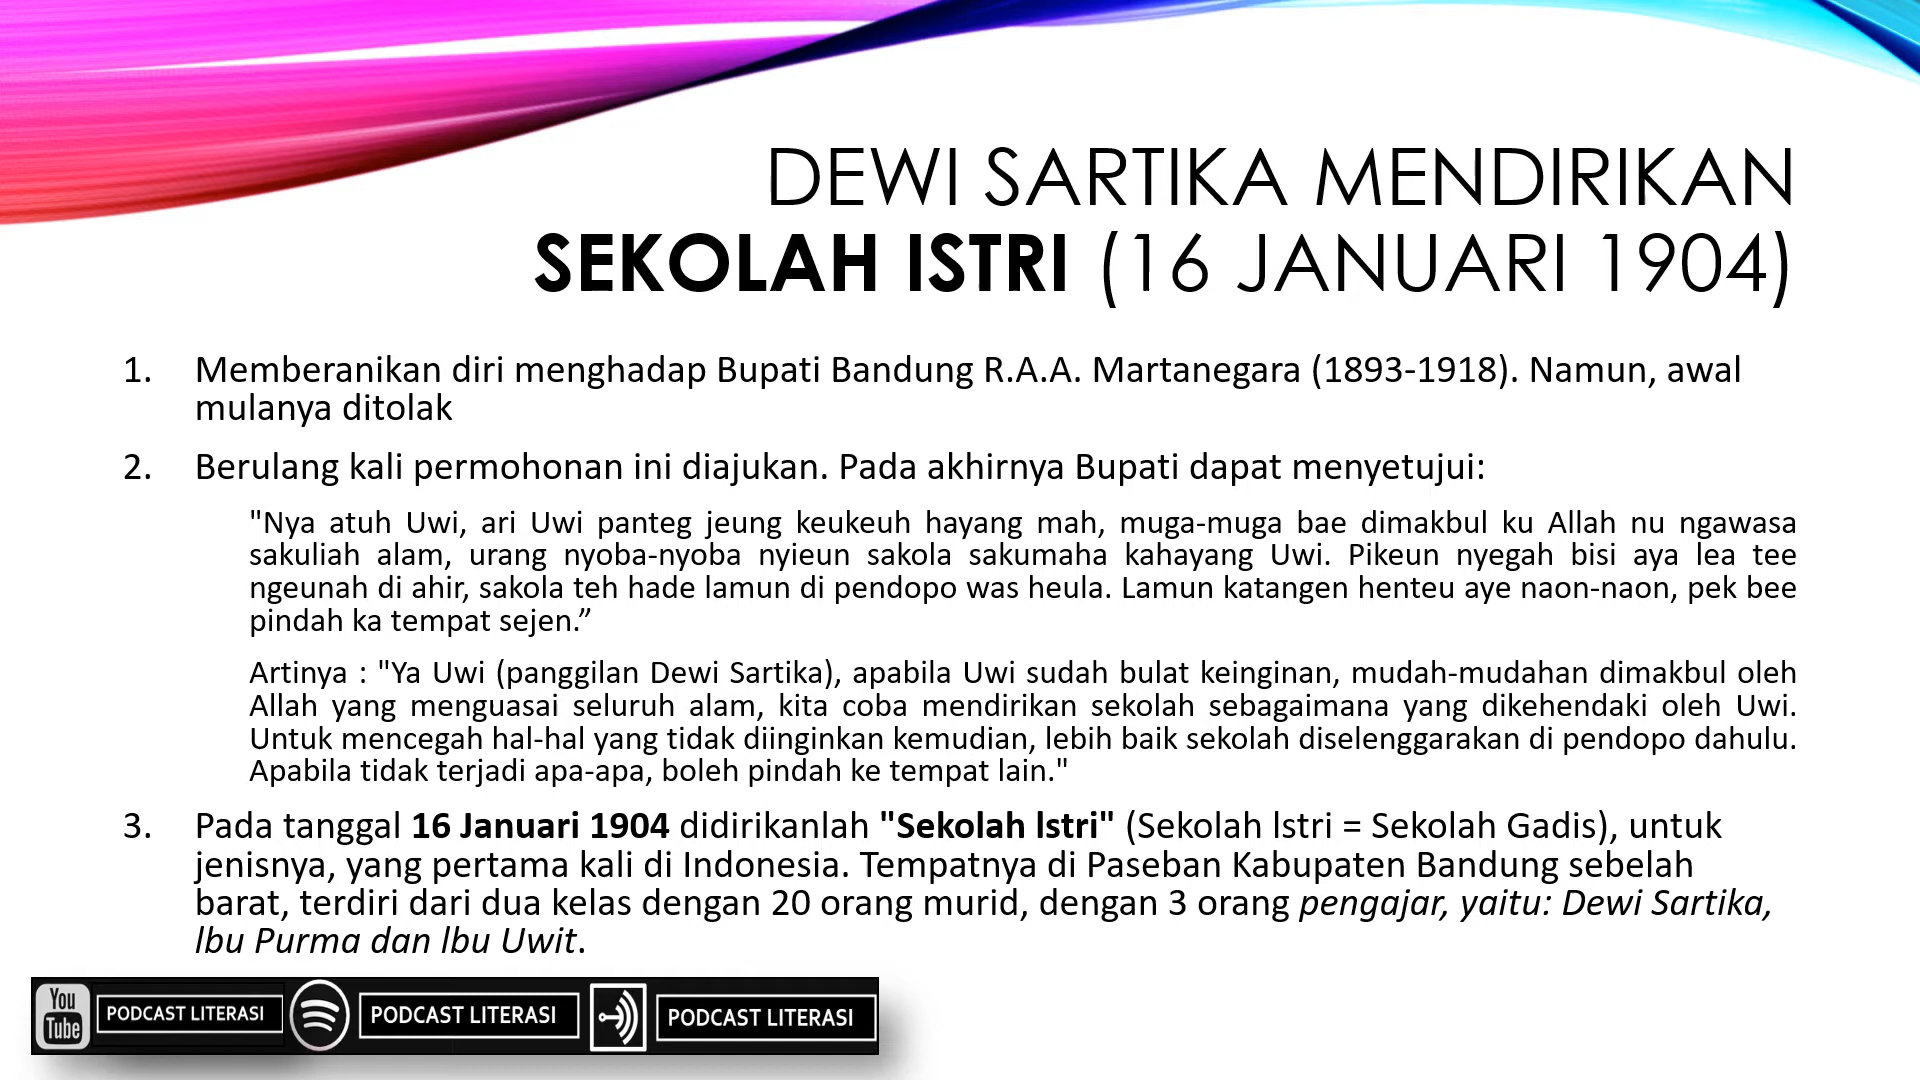 DEWI SARTIKA MENDIRIKAN
SEKOLAH ISTRI (16 JANUARI 1904)
1. Memberanikan diri menghadap Bupati Bandung R.A.A. Martanegara (1893-1918). Namun, awal
mulanya ditolak
2. Berulang kali permohonan ini diajukan. Pada akhirnya Bupati dapat menyetujui:
"Nya atuh Uwi, ari Uwi panteg jeung keukeuh hayang mah, muga-muga bae dimakbul ku Allah nu ngawasa
sakuliah alam, urang nyoba-nyoba nyieun sakola sakumaha kahayang Uwi. Pikeun nyegah bisi aya lea tee
ngeunah di ahir, sakola teh hade lamun di pendopo was heula. Lamun katangen henteu aye naon-naon, pek bee
pindah ka tempat sejen.”
Artinya : "Ya Uwi (panggilan Dewi Sartika), apabila Uwi sudah bulat keinginan, mudah-mudahan dimakbul oleh
Allah yang menguasai seluruh alam, kita coba mendirikan sekolah sebagaimana yang dikehendaki oleh Uwi.
Untuk mencegah hal-hal yang tidak diinginkan kemudian, lebih baik sekolah diselenggarakan di pendopo dahulu.
Apabila tidak terjadi apa-apa, boleh pindah ke tempat lain."
3. Pada tanggal 16 Januari 1904 didirikanlah "Sekolah lstri" (Sekolah lstri = Sekolah Gadis), untuk
jenisnya, yang pertama kali di Indonesia. Tempatnya di Paseban Kabupaten Bandung sebelah
barat, terdiri dari dua kelas dengan 20 orang murid, dengan 3 orang pengajar, yaitu: Dewi Sartika,
lbu Purma dan lbu Uwit.
You Tube PODCAST LITERASI PODCAST LITERASI PODCAST LITERASI